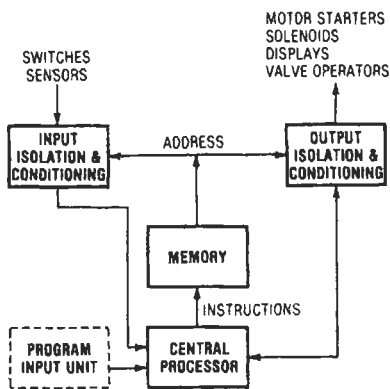 MOTOR STARTERS
SOLENOIDS
DISPLAYS
VALVE OPERATORS
SWITCHES
SENSORS
INPUT
ISOLATION &
CONDITIONING
ADDRESS
OUTPUT
ISOLATION &
CONDITIONING
MEMORY
INSTRUCTIONS
PROGRAM
INPUT UNIT
CENTRAL
PROCESSOR